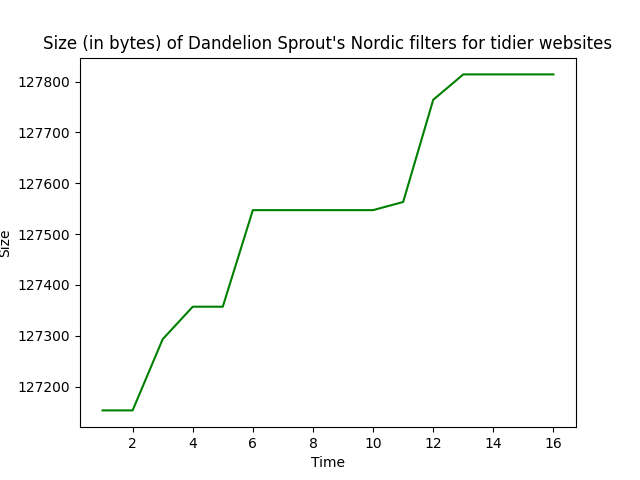 Size (in bytes) of Dandelion Sprout's Nordic filters for tidier websites
127800
127700
127600
127500
127400
127300
127200
Size
2 4 6 8 10 12 14 16
Time